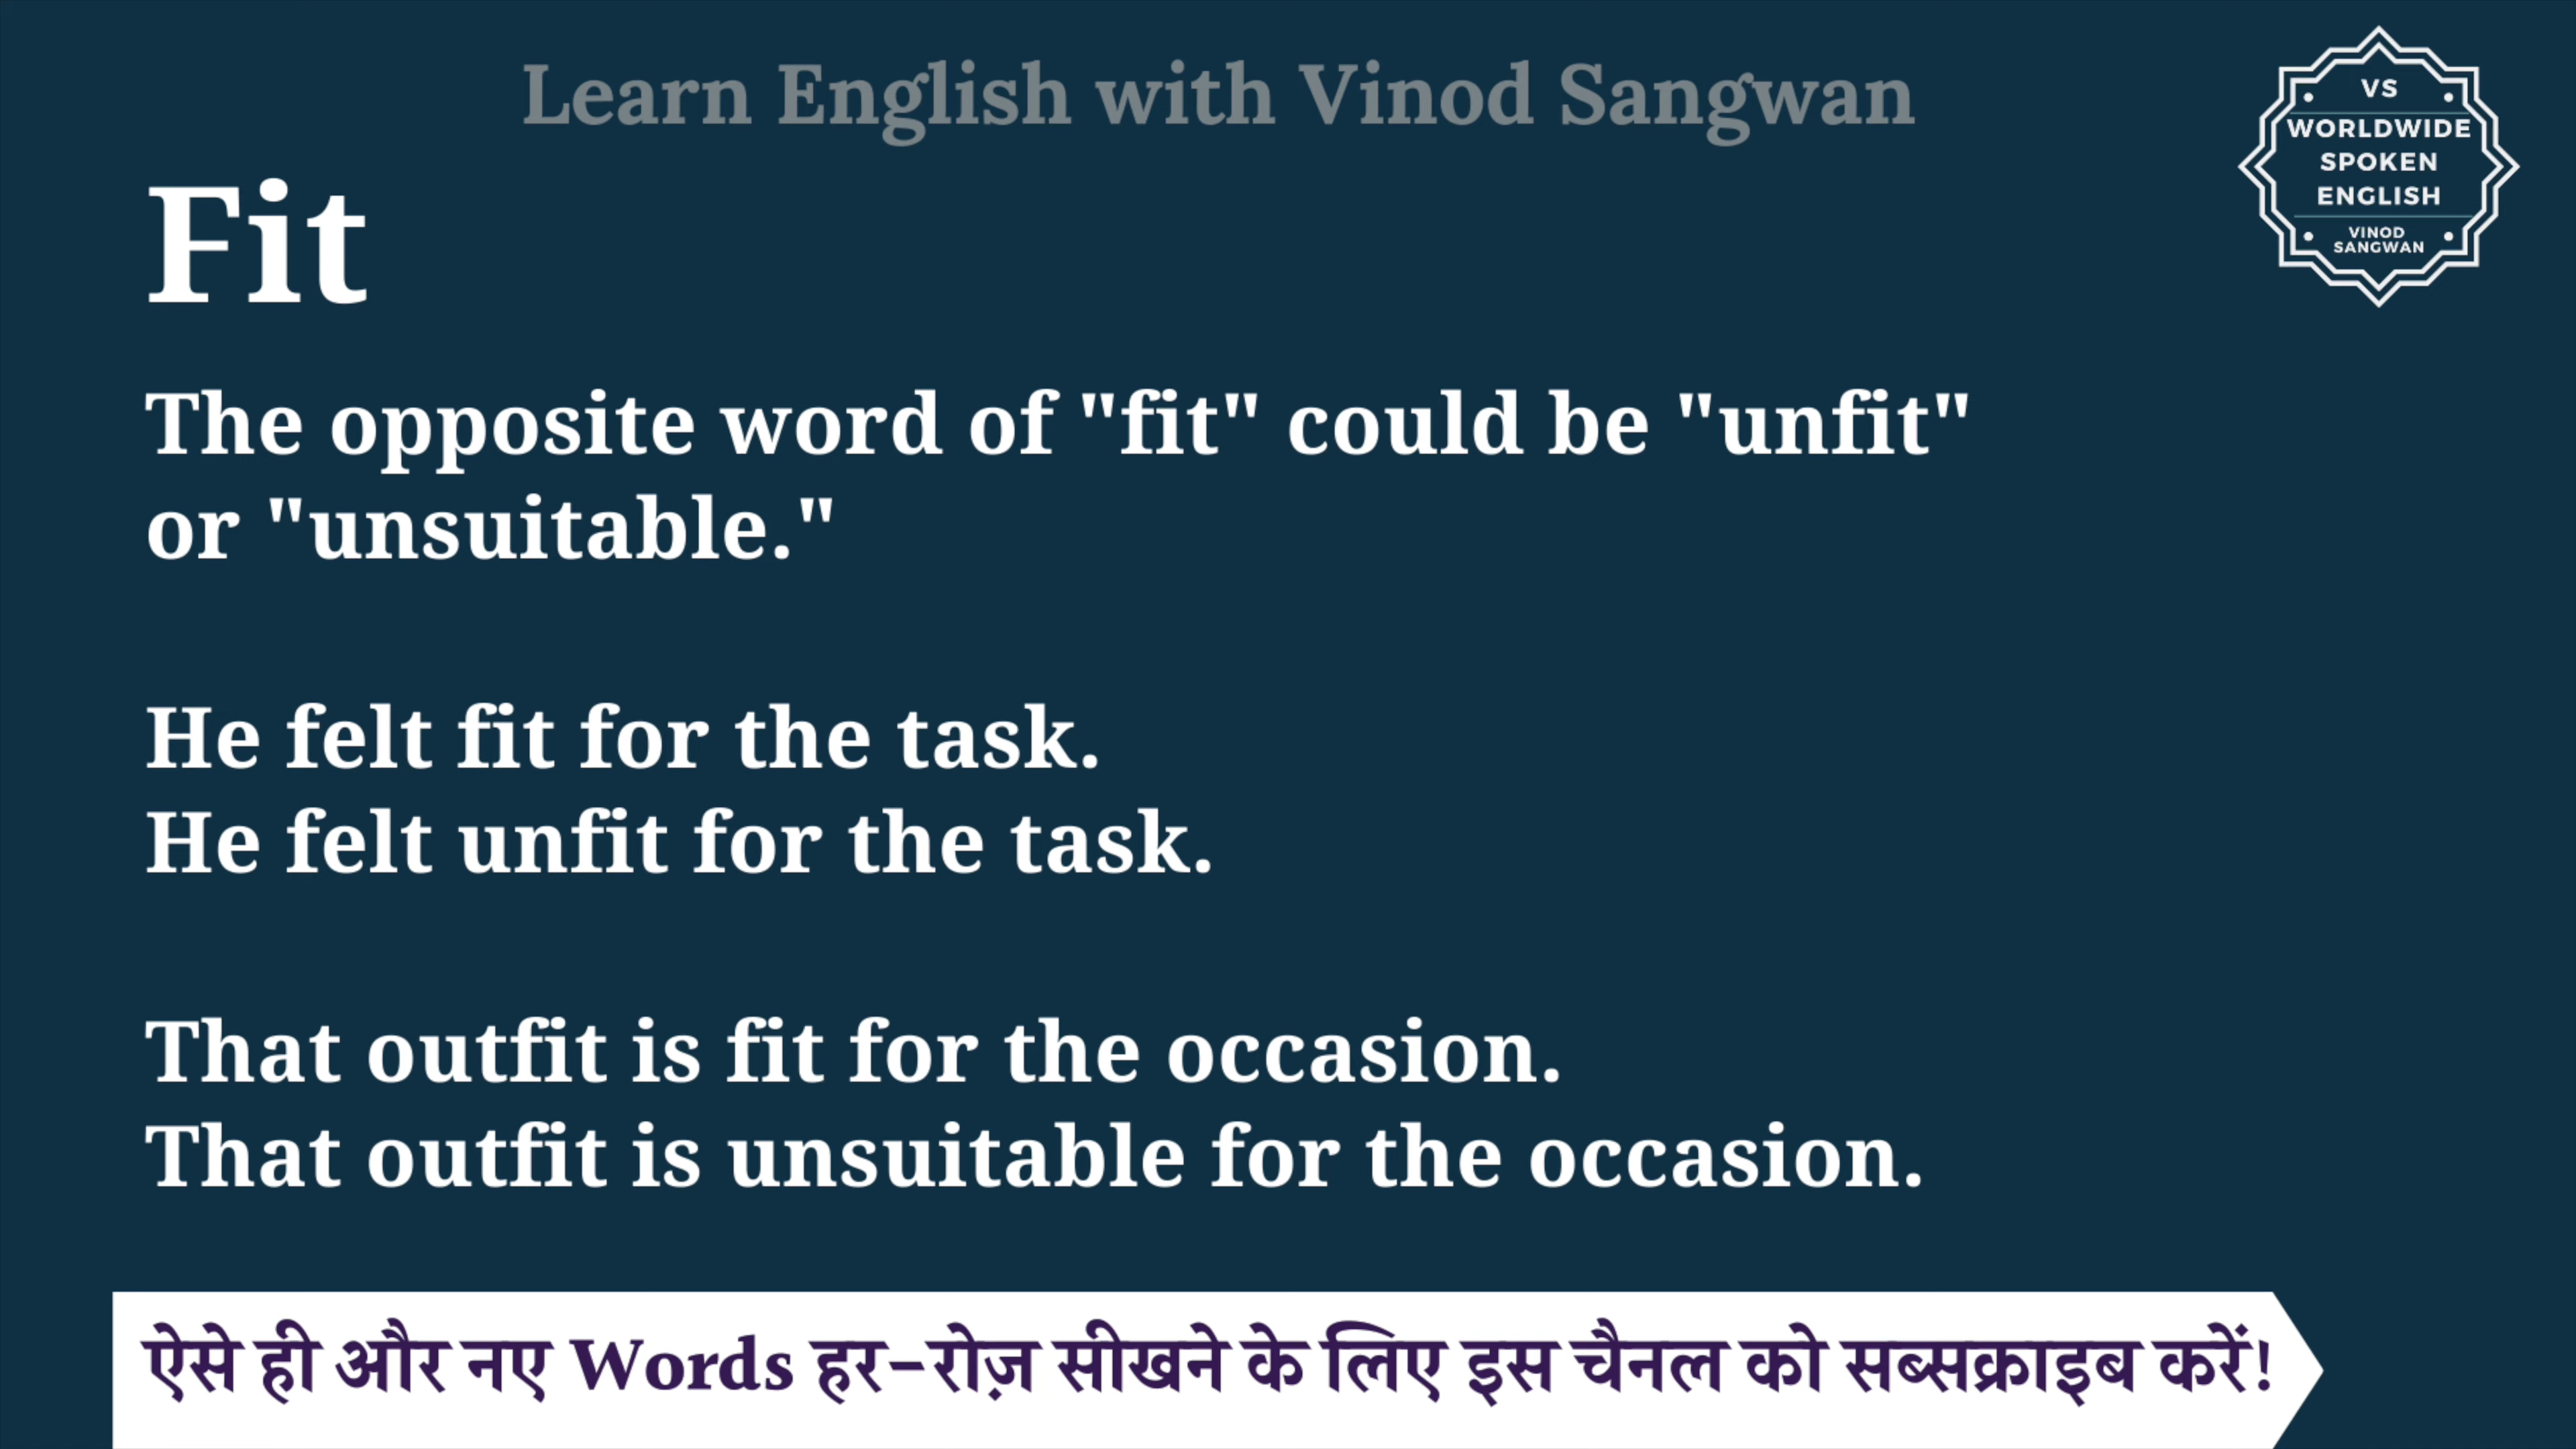 Learn English with Vinod Sangwan
VS
WORLDWIDE
SPOKEN
ENGLISH
VINOD
SANGWAN
Fit
The opposite word of "fit" could be "unfit"
or "unsuitable."
He felt fit for the task.
He felt unfit for the task.
That outfit is fit for the occasion.
That outfit is unsuitable for the occasion.
ऐसे ही और नए Words हर-रोज़ सीखने के लिए इस चैनल को सब्सक्राइब करें!